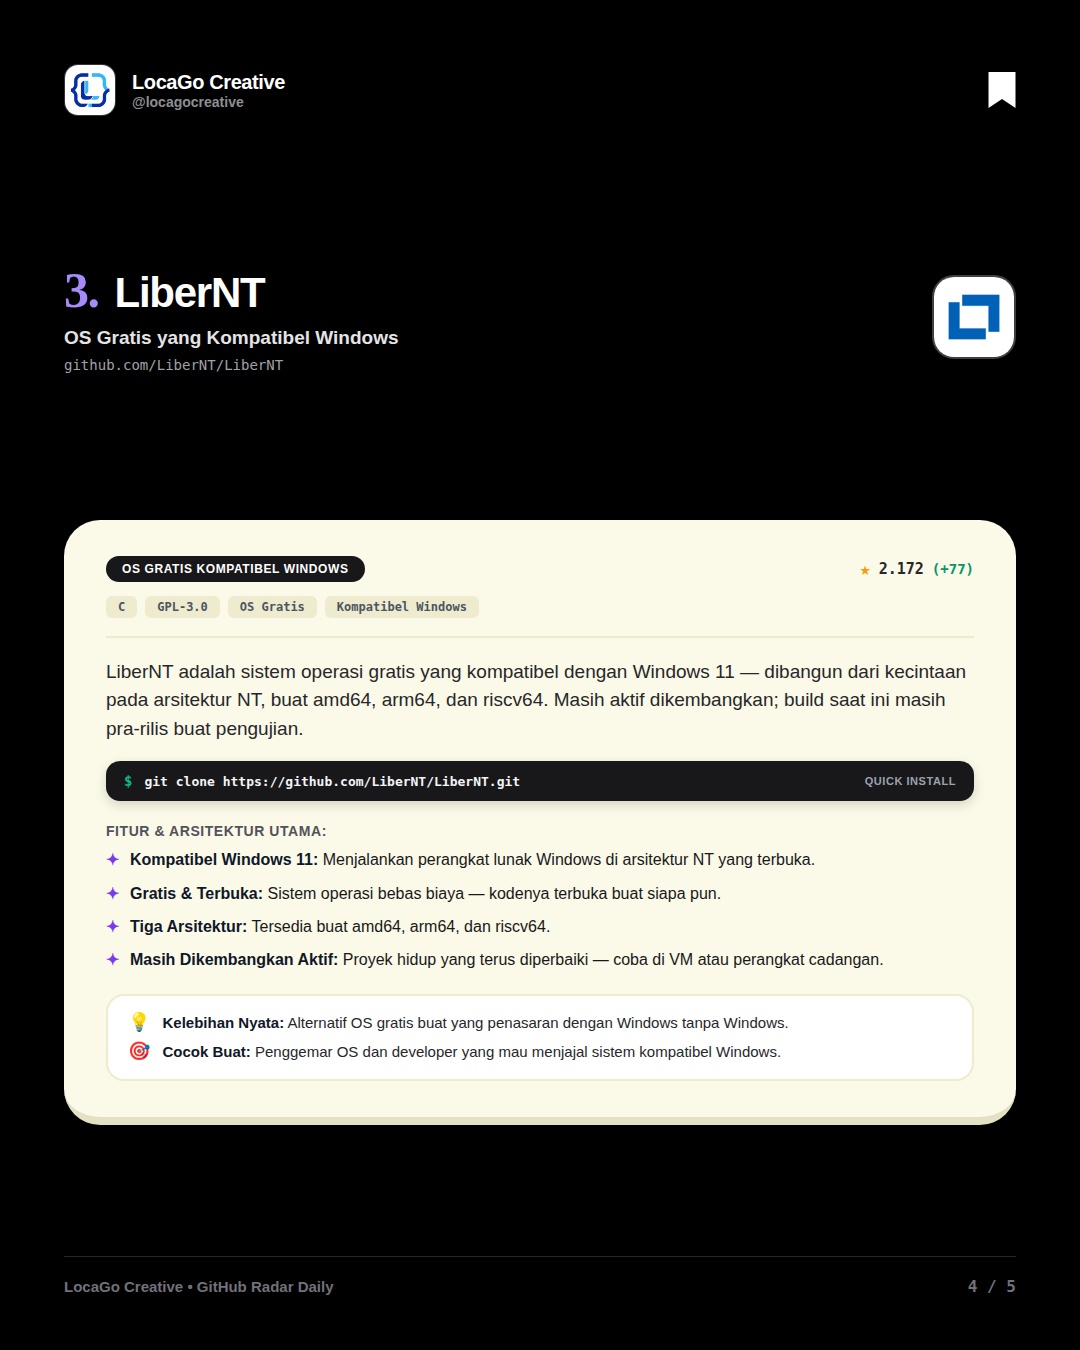 LocaGo Creative
@locagocreative
3. LiberNT
OS Gratis yang Kompatibel Windows
github.com/LiberNT/LiberNT
OS GRATIS KOMPATIBEL WINDOWS
★ 2.172 (+77)
C GPL-3.0 OS Gratis Kompatibel Windows
LiberNT adalah sistem operasi gratis yang kompatibel dengan Windows 11 — dibangun dari kecintaan
pada arsitektur NT, buat amd64, arm64, dan riscv64. Masih aktif dikembangkan; build saat ini masih
pra-rilis buat pengujian.
$ git clone https://github.com/LiberNT/LiberNT.git QUICK INSTALL
FITUR & ARSITEKTUR UTAMA:
✦ Kompatibel Windows 11: Menjalankan perangkat lunak Windows di arsitektur NT yang terbuka.
✦ Gratis & Terbuka: Sistem operasi bebas biaya — kodenya terbuka buat siapa pun.
✦ Tiga Arsitektur: Tersedia buat amd64, arm64, dan riscv64.
✦ Masih Dikembangkan Aktif: Proyek hidup yang terus diperbaiki — coba di VM atau perangkat cadangan.
💡 Kelebihan Nyata: Alternatif OS gratis buat yang penasaran dengan Windows tanpa Windows.
🎯 Cocok Buat: Penggemar OS dan developer yang mau menjajal sistem kompatibel Windows.
LocaGo Creative • GitHub Radar Daily
4 / 5